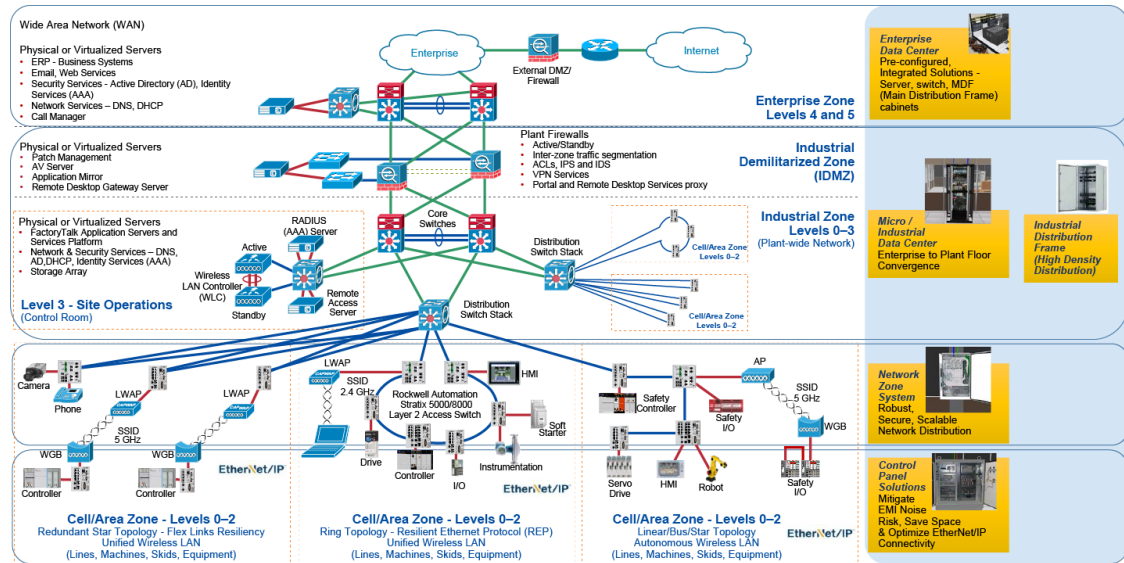 Wide Area Network (WAN)
Physical or Virtualized Servers
• ERP - Business Systems
• Email, Web Services
• Security Services - Active Directory (AD), Identity
Services (AAA)
• Network Services – DNS, DHCP
• Call Manager
Enterprise
External DMZ/
Firewall
Internet
Enterprise Zone
Levels 4 and 5
Enterprise
Data Center
Pre-configured,
Integrated Solutions -
Server, switch, MDF
(Main Distribution Frame)
cabinets
Physical or Virtualized Servers
• Patch Management
• AV Server
• Application Mirror
• Remote Desktop Gateway Server
Plant Firewalls
• Active/Standby
• Inter-zone traffic segmentation
• ACLs, IPS and IDS
• VPN Services
• Portal and Remote Desktop Services proxy
Industrial
Demilitarized Zone
(IDMZ)
Physical or Virtualized Servers
• FactoryTalk Application Servers and
Services Platform
• Network & Security Services – DNS,
AD,DHCP, Identity Services (AAA)
• Storage Array
RADIUS
(AAA) Server
Active
Wireless
LAN Controller
(WLC)
Standby
Remote
Access
Server
Level 3 - Site Operations
(Control Room)
Core
Switches
Distribution
Switch Stack
Distribution
Switch Stack
Cell/Area Zone
Levels 0–2
Cell/Area Zone
Levels 0–2
Industrial Zone
Levels 0–3
(Plant-wide Network)
Micro /
Industrial
Data Center
Enterprise to Plant Floor
Convergence
Industrial
Distribution
Frame
(High Density
Distribution)
Camera
Phone
LWAP
SSID
5 GHz
LWAP
WGB
WGB
Controller
Controller
EtherNet/IP
Cell/Area Zone - Levels 0–2
Redundant Star Topology - Flex Links Resiliency
Unified Wireless LAN
(Lines, Machines, Skids, Equipment)
LWAP
SSID
2.4 GHz
Rockwell Automation
Stratix 5000/8000
Layer 2 Access Switch
HMI
Soft
Starter
Drive
Controller
I/O
Instrumentation
EtherNet/IP
Cell/Area Zone - Levels 0–2
Ring Topology - Resilient Ethernet Protocol (REP)
Unified Wireless LAN
(Lines, Machines, Skids, Equipment)
AP
SSID
5 GHz
Safety
Controller
Safety
I/O
WGB
Servo
Drive
HMI
Robot
Safety
I/O
Cell/Area Zone - Levels 0–2
Linear/Bus/Star Topology
Autonomous Wireless LAN
(Lines, Machines, Skids, Equipment)
EtherNet/IP
Network
Zone
System
Robust,
Secure, Scalable
Network Distribution
Control
Panel
Solutions
Mitigate
EMI Noise
Risk, Save Space
& Optimize EtherNet/IP
Connectivity